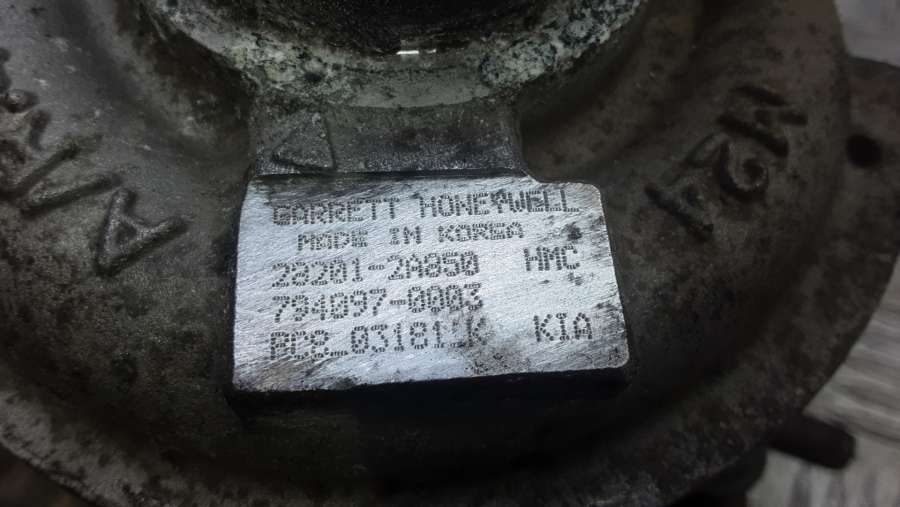 GARRETT HONEYWELL
MADE IN KOREA
28201-2A850 HMC
794097-0003
KIA